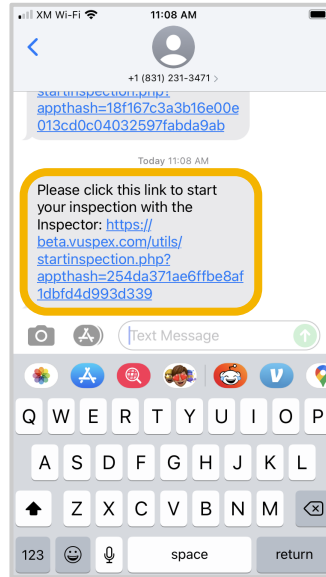 XM Wi-Fi
11:08 AM
+1 (831) 231-3471 >
startinspection.php?
appthash=18f167c3a3b16e00e
013cd0c04032597fabda9ab
Today 11:08 AM
Please click this link to start
your inspection with the
Inspector: https://
beta.vuspex.com/utils/
startinspection.php?
appthash=254da371ae6ffbe8af
1dbfd4d993d339
Text Message
Q W E R T Y U I O P
A S D F G H J K L
Z X C V B N M
123 space return